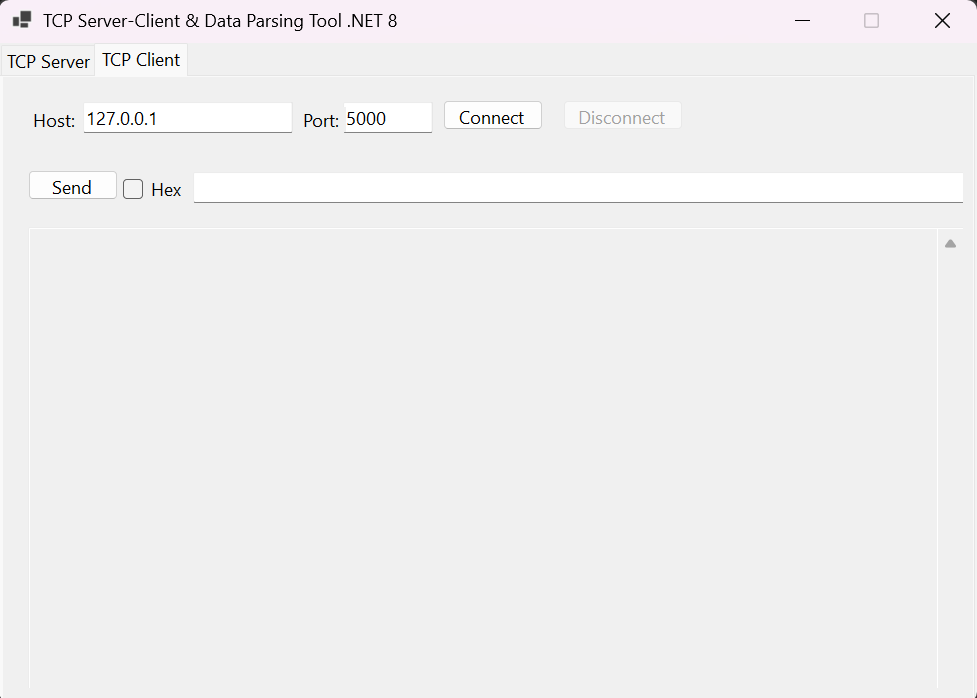 TCP Server-Client & Data Parsing Tool .NET 8
TCP Server TCP Client
Host: 127.0.0.1 Port: 5000 Connect Disconnect
Send Hex